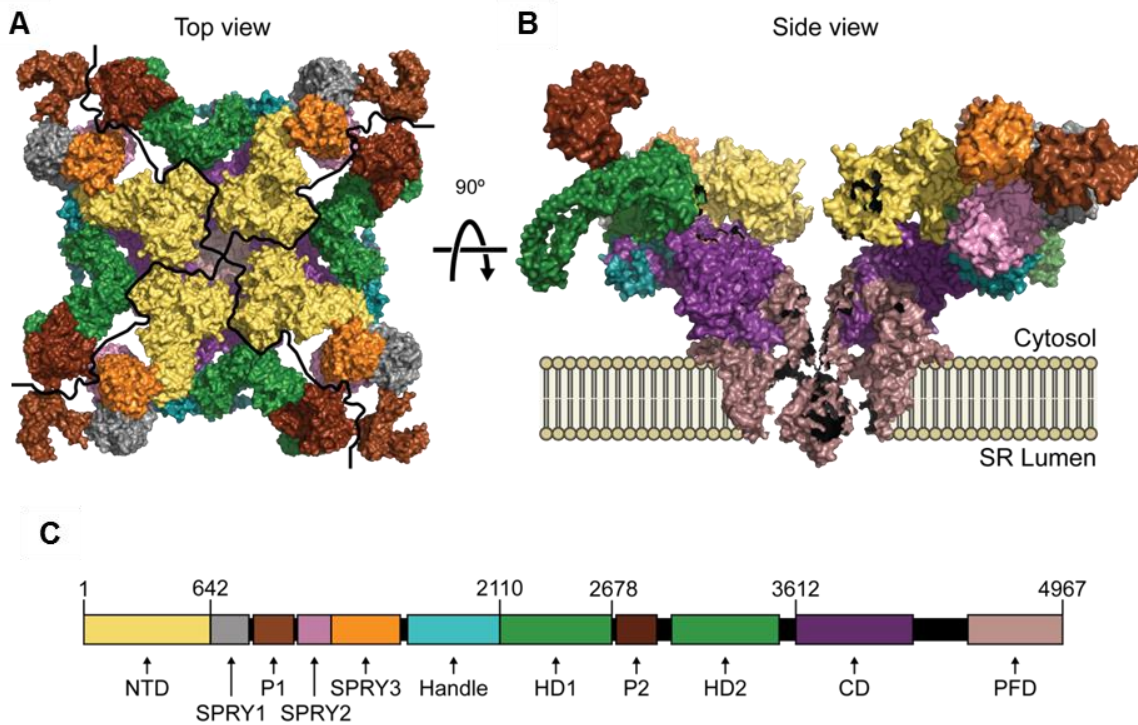 A
Top view
B
Side view
90º
Cytosol
SR Lumen
C
1 642 2110 2678 3612 4967
NTD P1 SPRY3 Handle HD1 P2 HD2 CD PFD
SPRY1 SPRY2